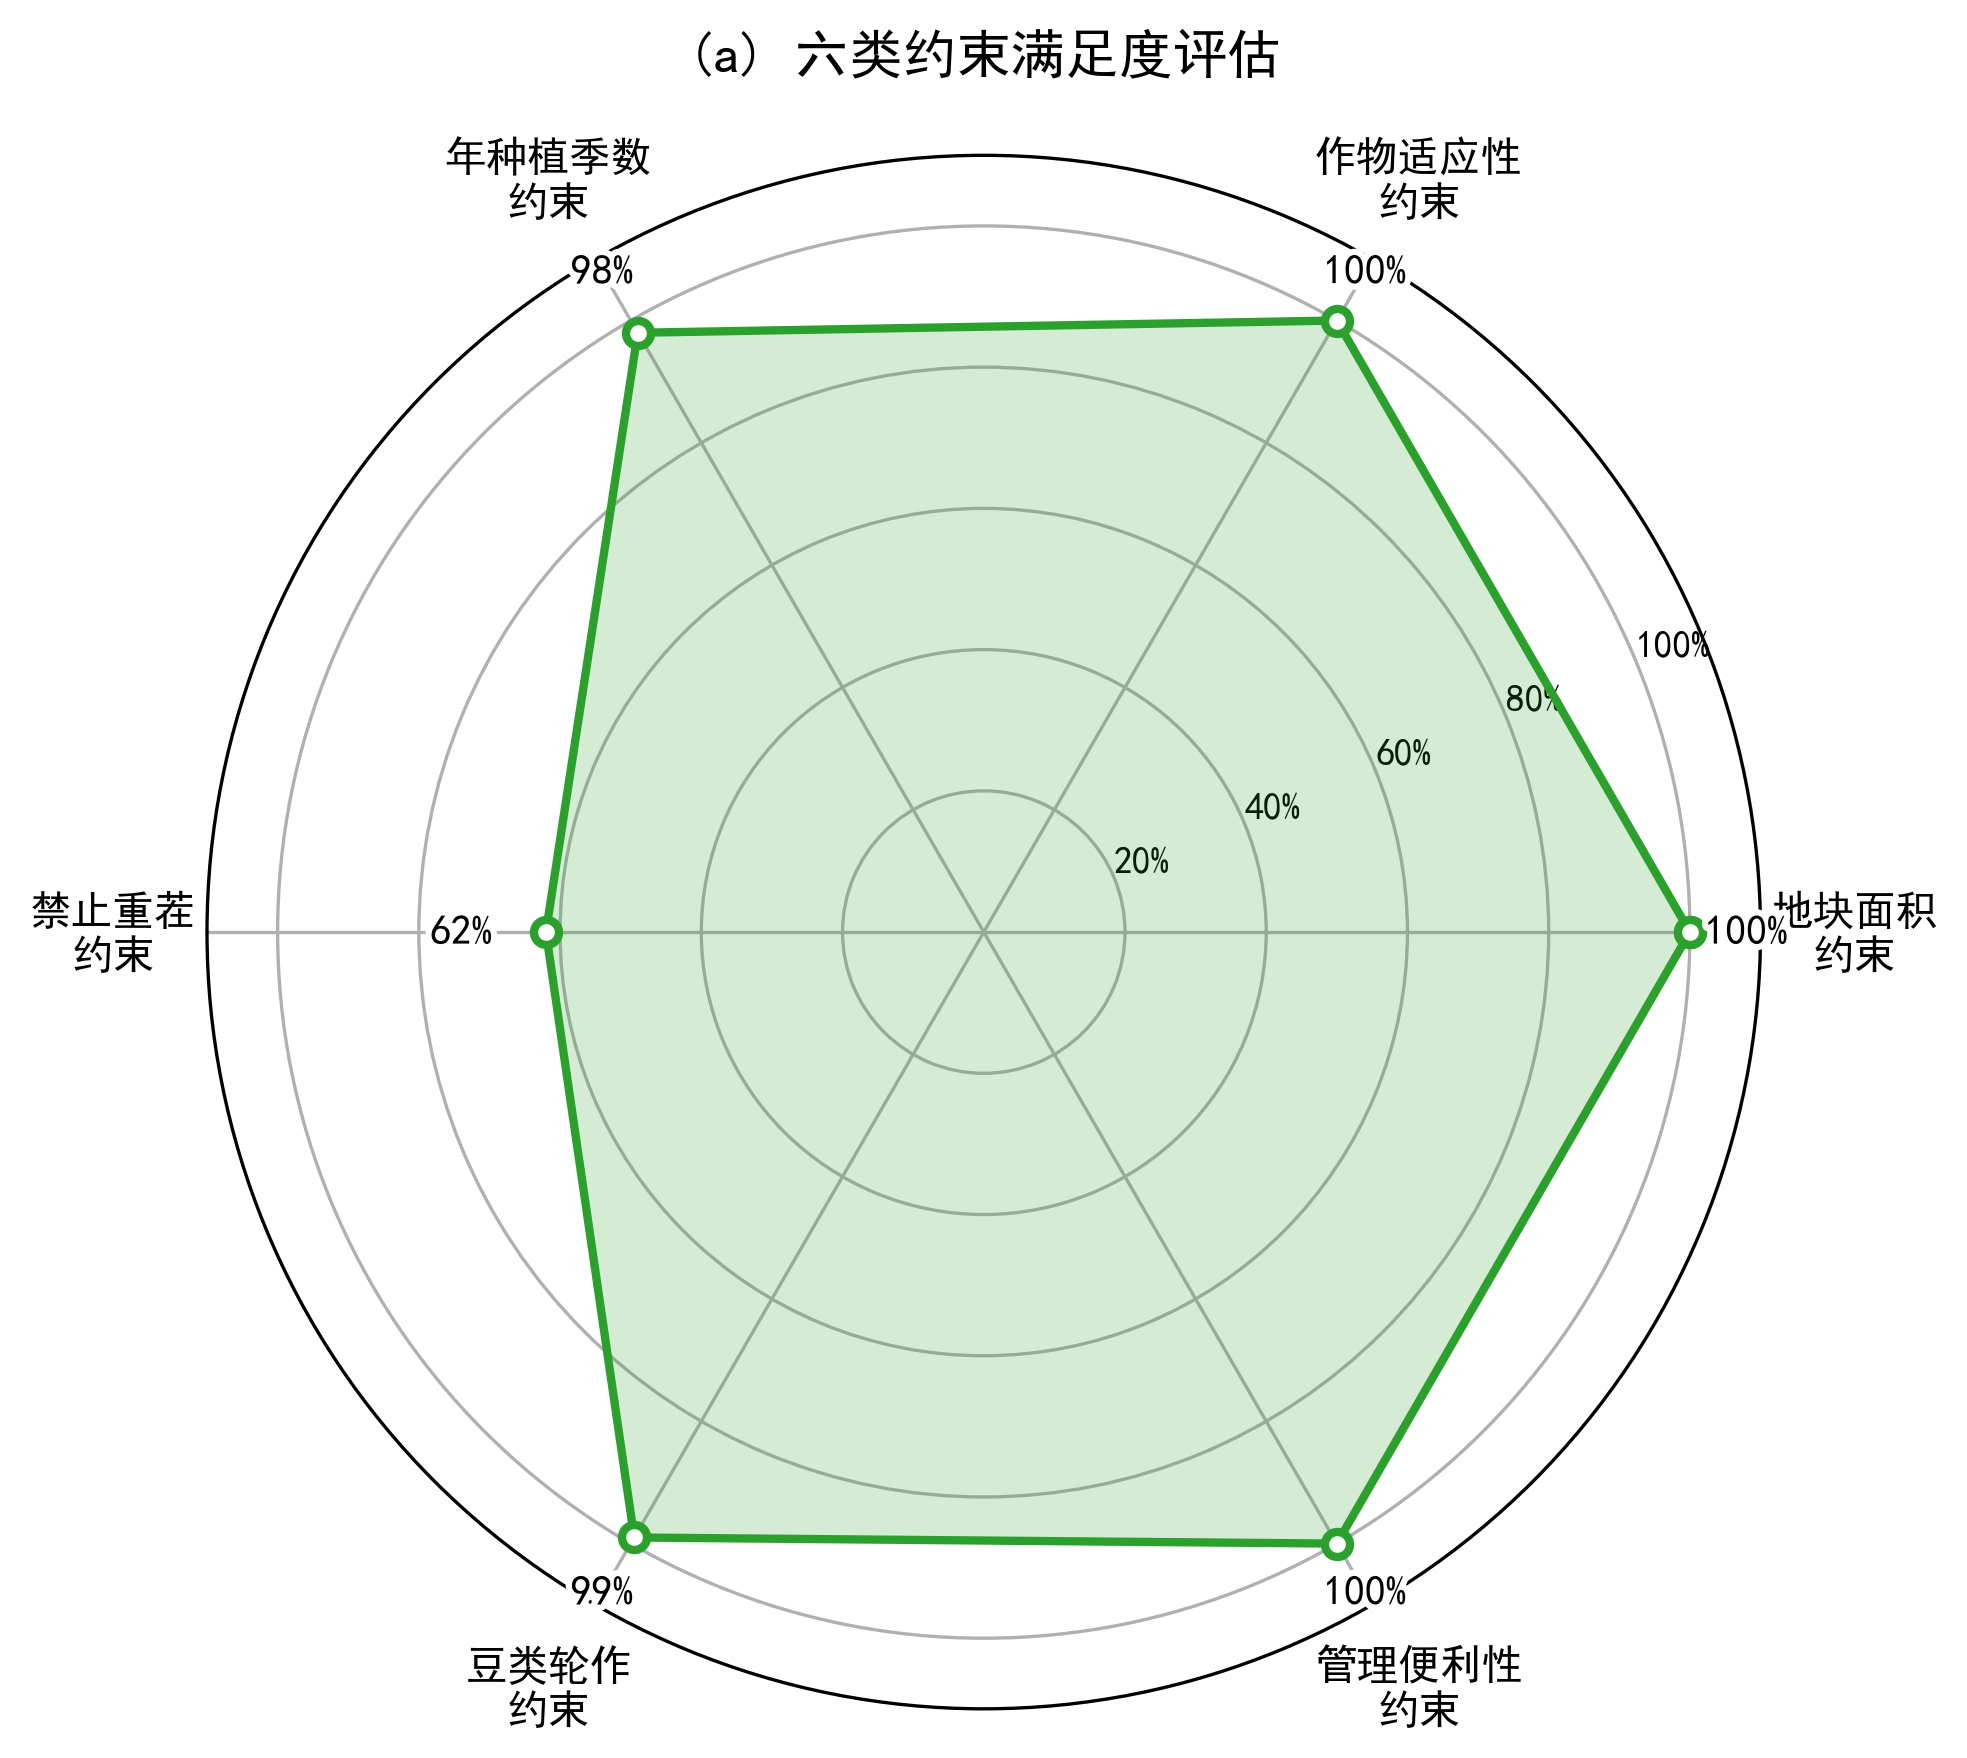 (a) 六类约束满足度评估
年种植季数
约束
作物适应性
约束
98%
100%
100%
80%
60%
40%
20%
禁止重茬
约束
62%
100%
地块面积
约束
99%
100%
豆类轮作
约束
管理便利性
约束